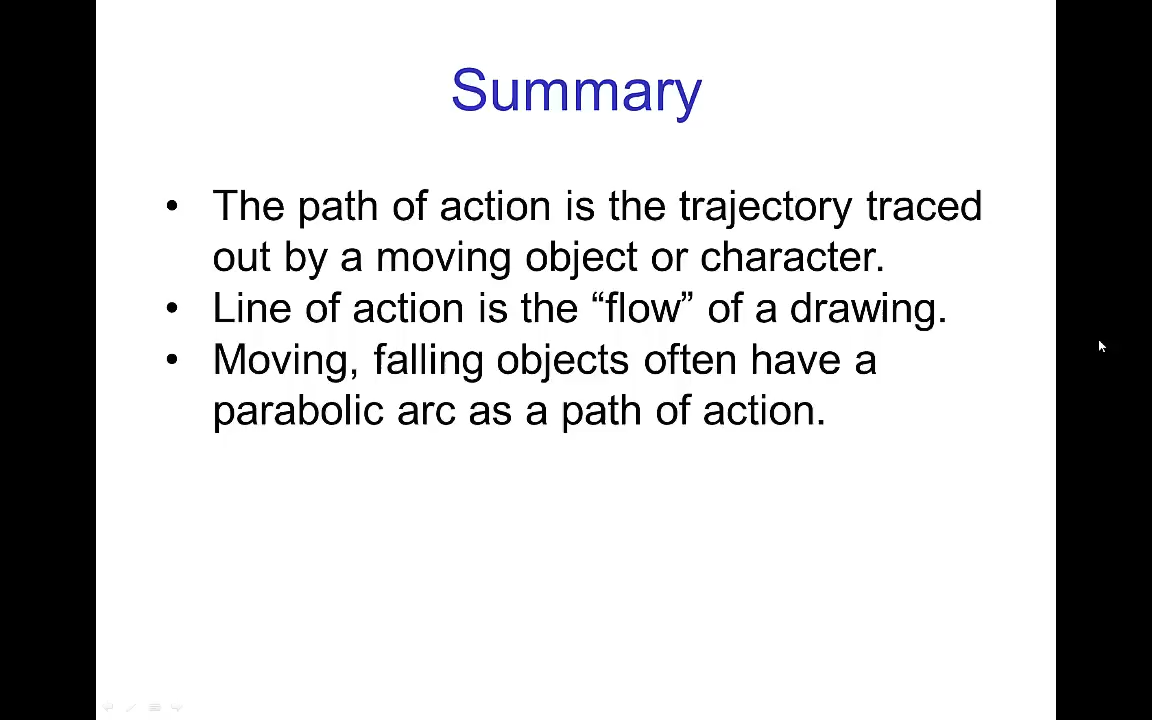 Summary
• The path of action is the trajectory traced
out by a moving object or character.
• Line of action is the “flow” of a drawing.
• Moving, falling objects often have a
parabolic arc as a path of action.